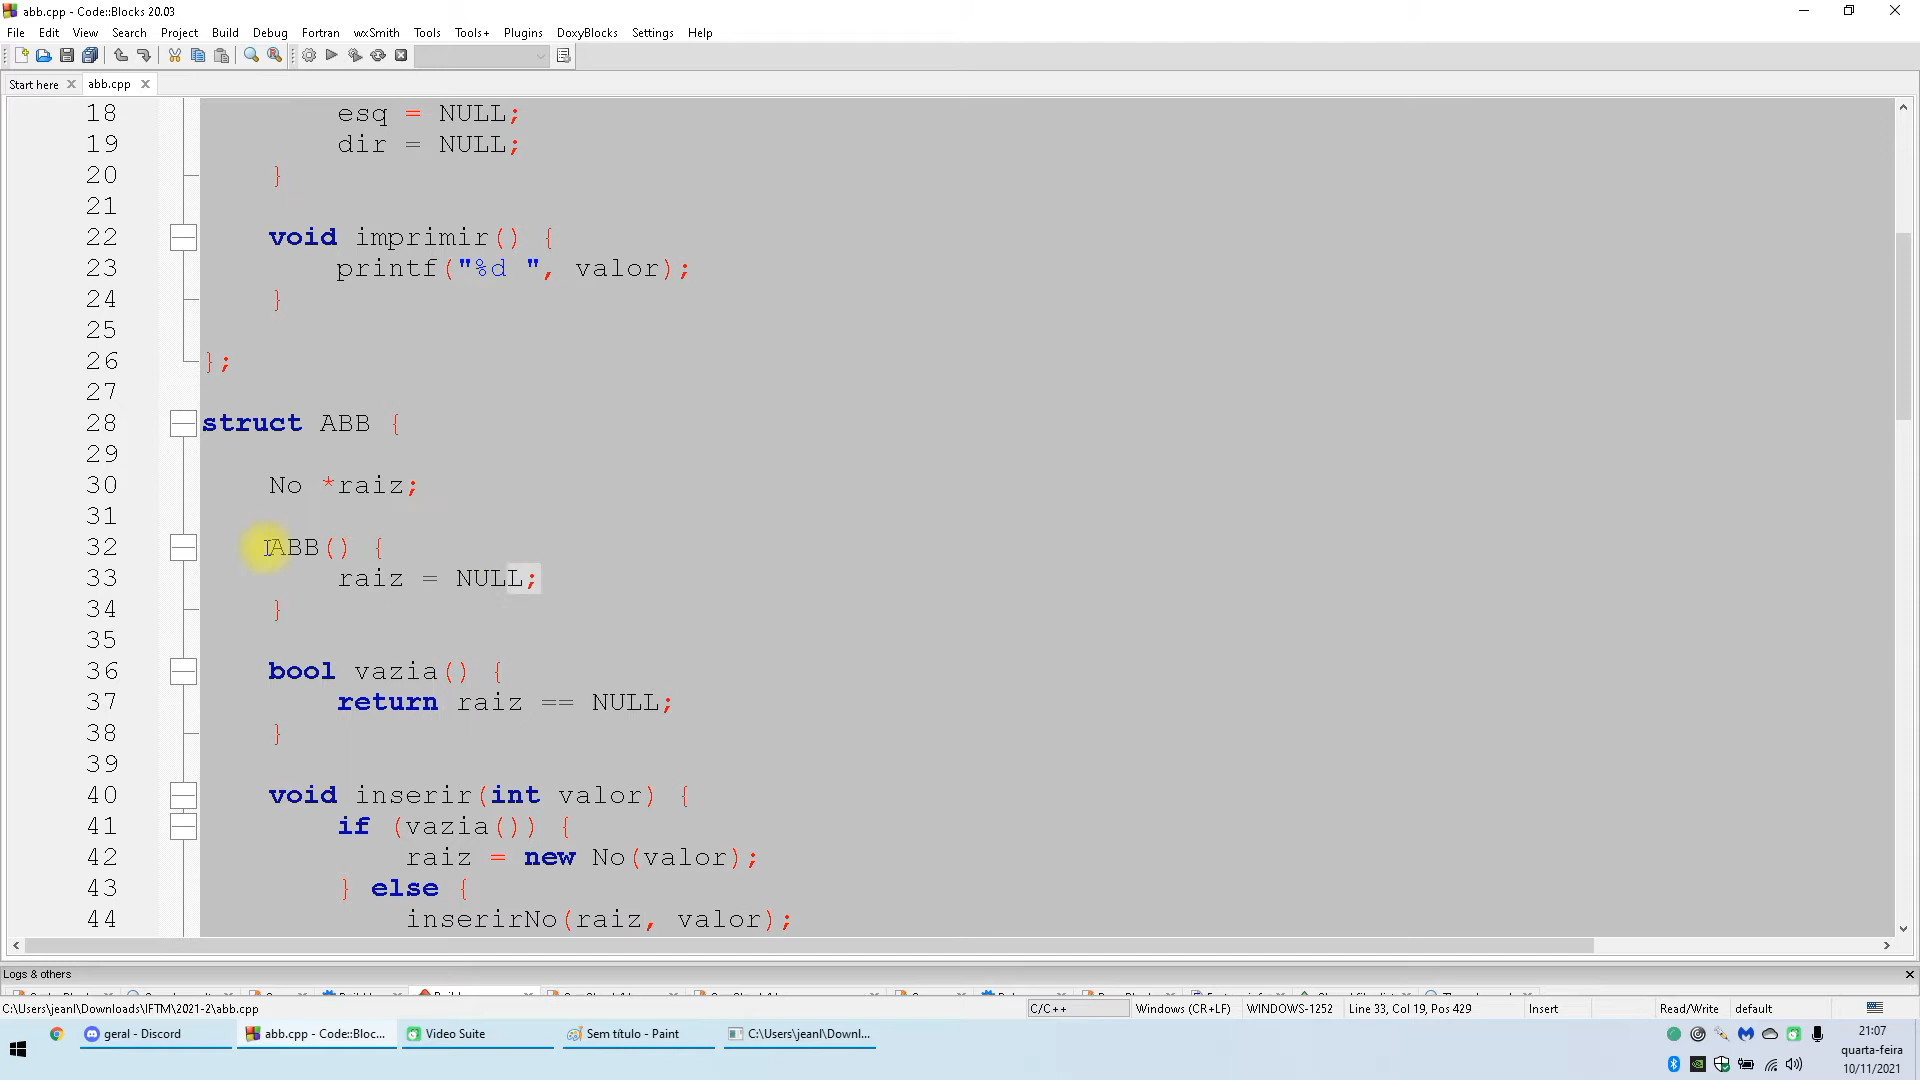 abb.cpp - Code::Blocks 20.03
File Edit View Search Project Build Debug Fortran wxSmith Tools Tools+ Plugins DoxyBlocks Settings Help
Start here abb.cpp
18 esq = NULL;
19 dir = NULL;
20 }
21
22 void imprimir() {
23 printf("%d ", valor);
24 }
25
26 };
27
28 struct ABB {
29
30 No *raiz;
31
32 ABB() {
33 raiz = NULL;
34 }
35
36 bool vazia() {
37 return raiz == NULL;
38 }
39
40 void inserir(int valor) {
41 if (vazia()) {
42 raiz = new No(valor);
43 } else {
44 inserirNo(raiz, valor);
Logs & others
C:\Users\jeanl\Downloads\IFTM\2021-2\abb.cpp C/C++ Windows (CR+LF) WINDOWS-1252 Line 33, Col 19, Pos 429 Insert Read/Write default
geral - Discord abb.cpp - Code::Bloc... Video Suite Sem título - Paint C:\Users\jeanl\Downl...
21:07
quarta-feira
10/11/2021